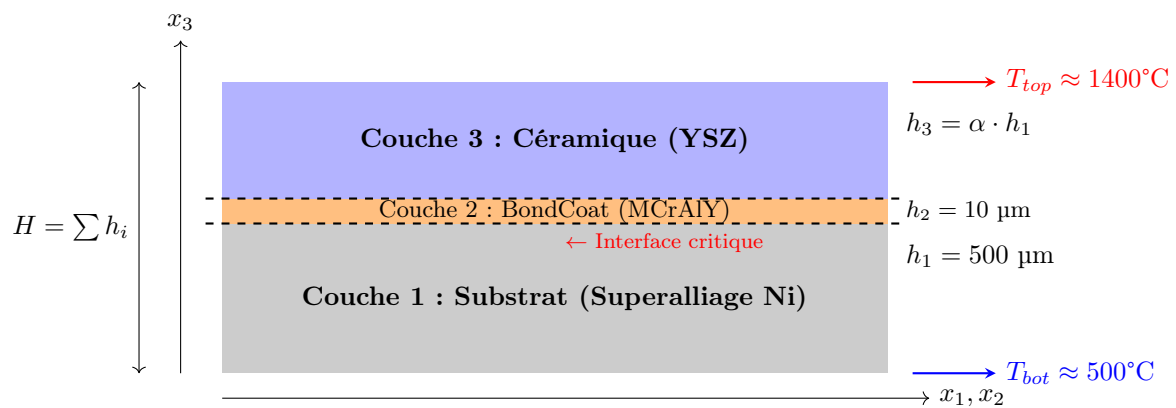 x₃
T_top ≈ 1400°C
h₃ = α · h₁
Couche 3 : Céramique (YSZ)
Couche 2 : BondCoat (MCrAlY)
h₂ = 10 µm
H = ∑ hᵢ
← Interface critique
h₁ = 500 µm
Couche 1 : Substrat (Superalliage Ni)
T_bot ≈ 500°C
x₁, x₂